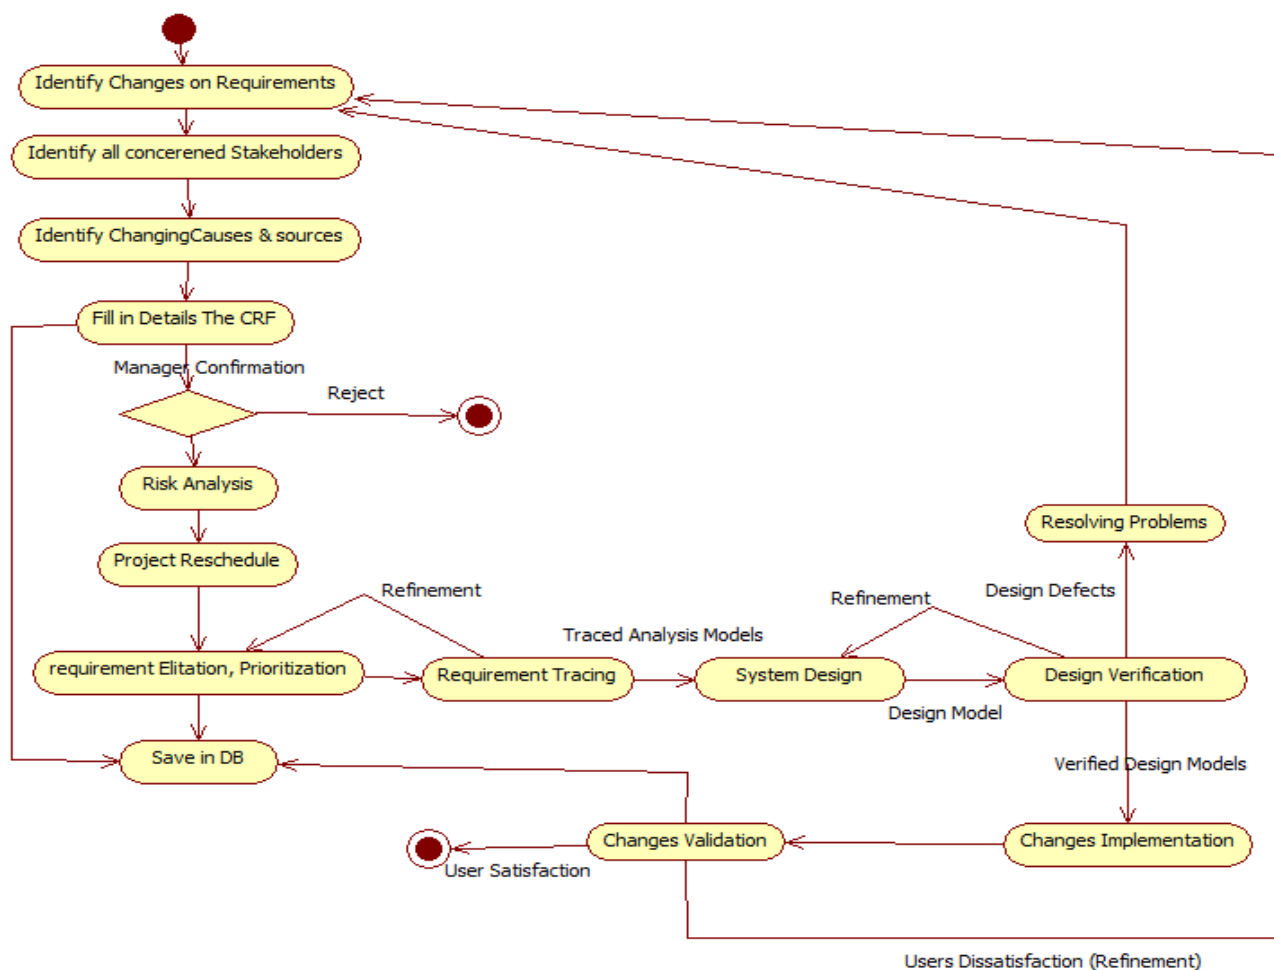 Identify Changes on Requirements
Identify all concerened Stakeholders
Identify ChangingCauses & sources
Fill in Details The CRF
Manager Confirmation
Reject
Risk Analysis
Resolving Problems
Project Reschedule
Refinement
Refinement
Design Defects
Traced Analysis Models
requirement Elitation, Prioritization
Requirement Tracing
System Design
Design Verification
Design Model
Save in DB
Verified Design Models
Changes Validation
Changes Implementation
User Satisfaction
Users Dissatisfaction (Refinement)